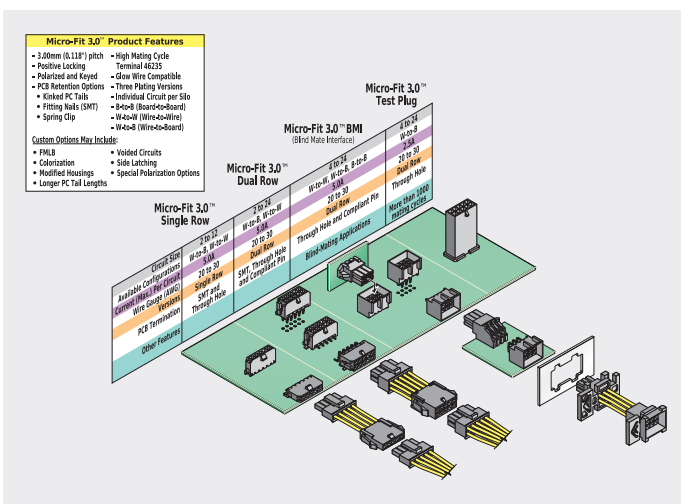 Micro-Fit 3.0™ Product Features
- 3.00mm (0.118") pitch
- Positive Locking
- Polarized and Keyed
- PCB Retention Options
• Kinked PC Tails
• Fitting Nails (SMT)
• Spring Clip
- High Mating Cycle
Terminal 46235
- Glow Wire Compatible
- Three Plating Versions
- Individual Circuit per Silo
- B-to-B (Board-to-Board)
- W-to-W (Wire-to-Wire)
- W-to-B (Wire-to-Board)
Custom Options May Include:
• FMLB
• Colorization
• Modified Housings
• Longer PC Tail Lengths
• Voided Circuits
• Side Latching
• Special Polarization Options
Circuit Size
Available Configurations
Current (Max.) Per Circuit
Wire Gauge (AWG)
Versions
PCB Termination
Other Features
Micro-Fit 3.0™
Single Row
2 to 12
W-to-B, W-to-W
5.0A
20 to 30
Single Row
SMT and
Through Hole
Micro-Fit 3.0™
Dual Row
2 to 24
W-to-B, W-to-W
5.0A
20 to 30
Dual Row
SMT, Through Hole
and Compliant Pin
Micro-Fit 3.0™ BMI
(Blind Mate Interface)
4 to 24
W-to-W, W-to-B, B-to-B
5.0A
20 to 30
Dual Row
Through Hole and Compliant Pin
Blind-Mating Applications
Micro-Fit 3.0™
Test Plug
4 to 24
W-to-B
2.5A
20 to 30
Dual Row
Through Hole
More than 1000
mating cycles